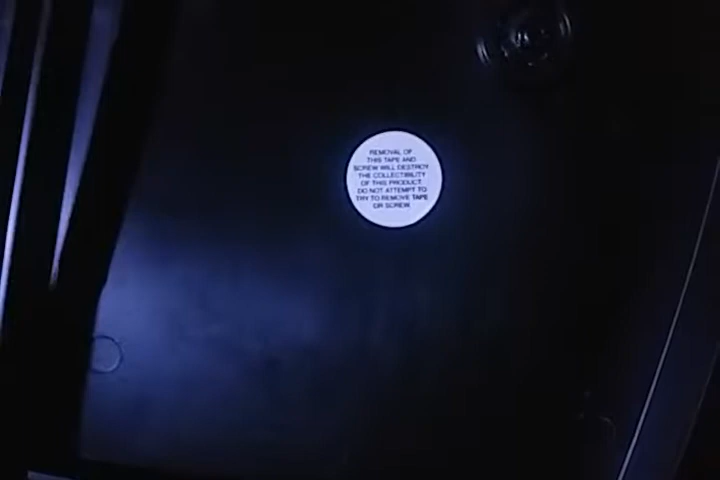 REMOVAL OF
THIS TAPE AND
SCREW WILL DESTROY
THE COLLECTIBILITY
OF THIS PRODUCT.
DO NOT ATTEMPT TO
TRY TO REMOVE TAPE
OR SCREW.